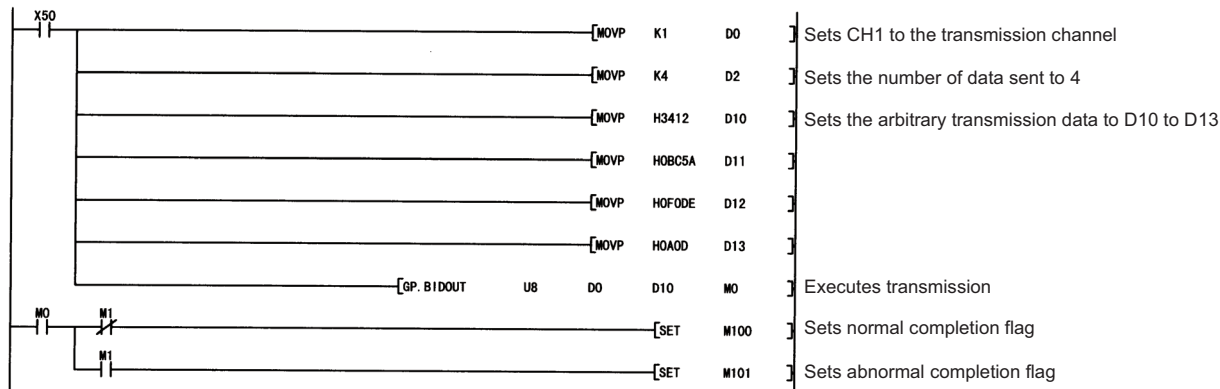 X50
[MOVP K1 D0 ] Sets CH1 to the transmission channel
[MOVP K4 D2 ] Sets the number of data sent to 4
[MOVP H3412 D10 ] Sets the arbitrary transmission data to D10 to D13
[MOVP H0BC5A D11 ]
[MOVP H0F0DE D12 ]
[MOVP H0A0D D13 ]
[GP.BIDOUT U8 D0 D10 M0 ] Executes transmission
M0 M1
[SET M100 ] Sets normal completion flag
M1
[SET M101 ] Sets abnormal completion flag